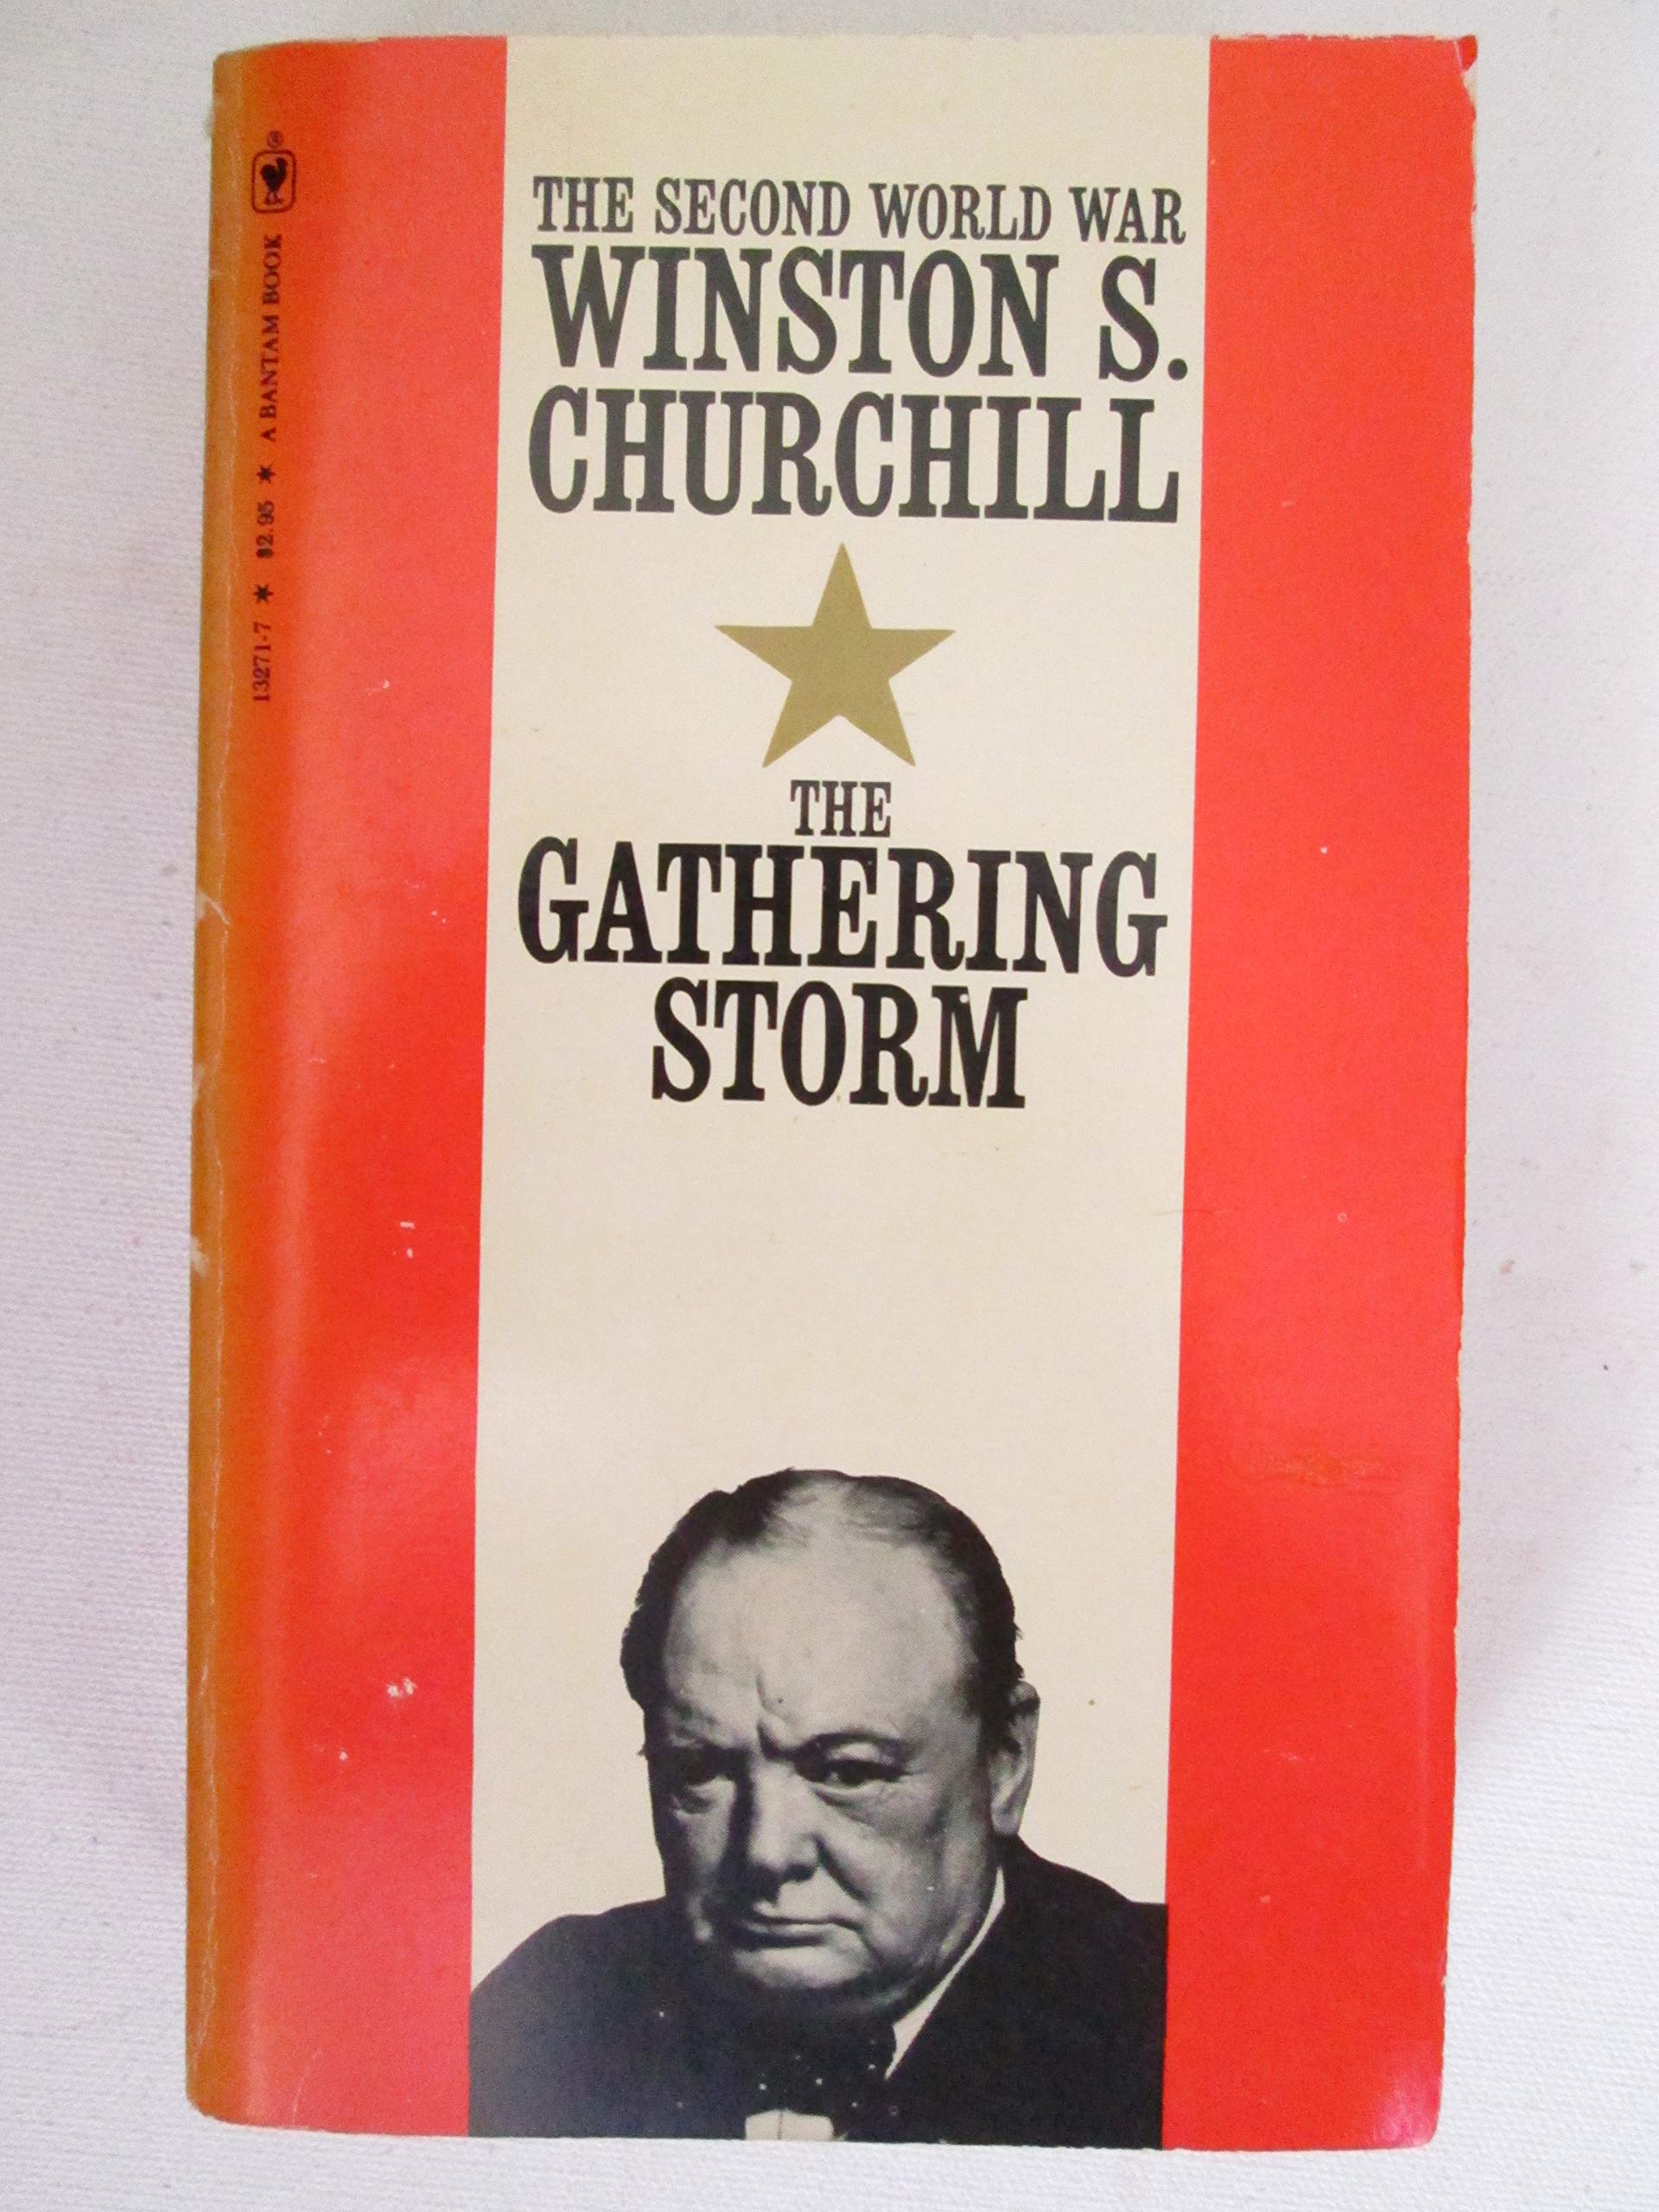 13271-7 * $2.95 * A BANTAM BOOK ®
THE SECOND WORLD WAR
WINSTON S.
CHURCHILL
THE
GATHERING
STORM